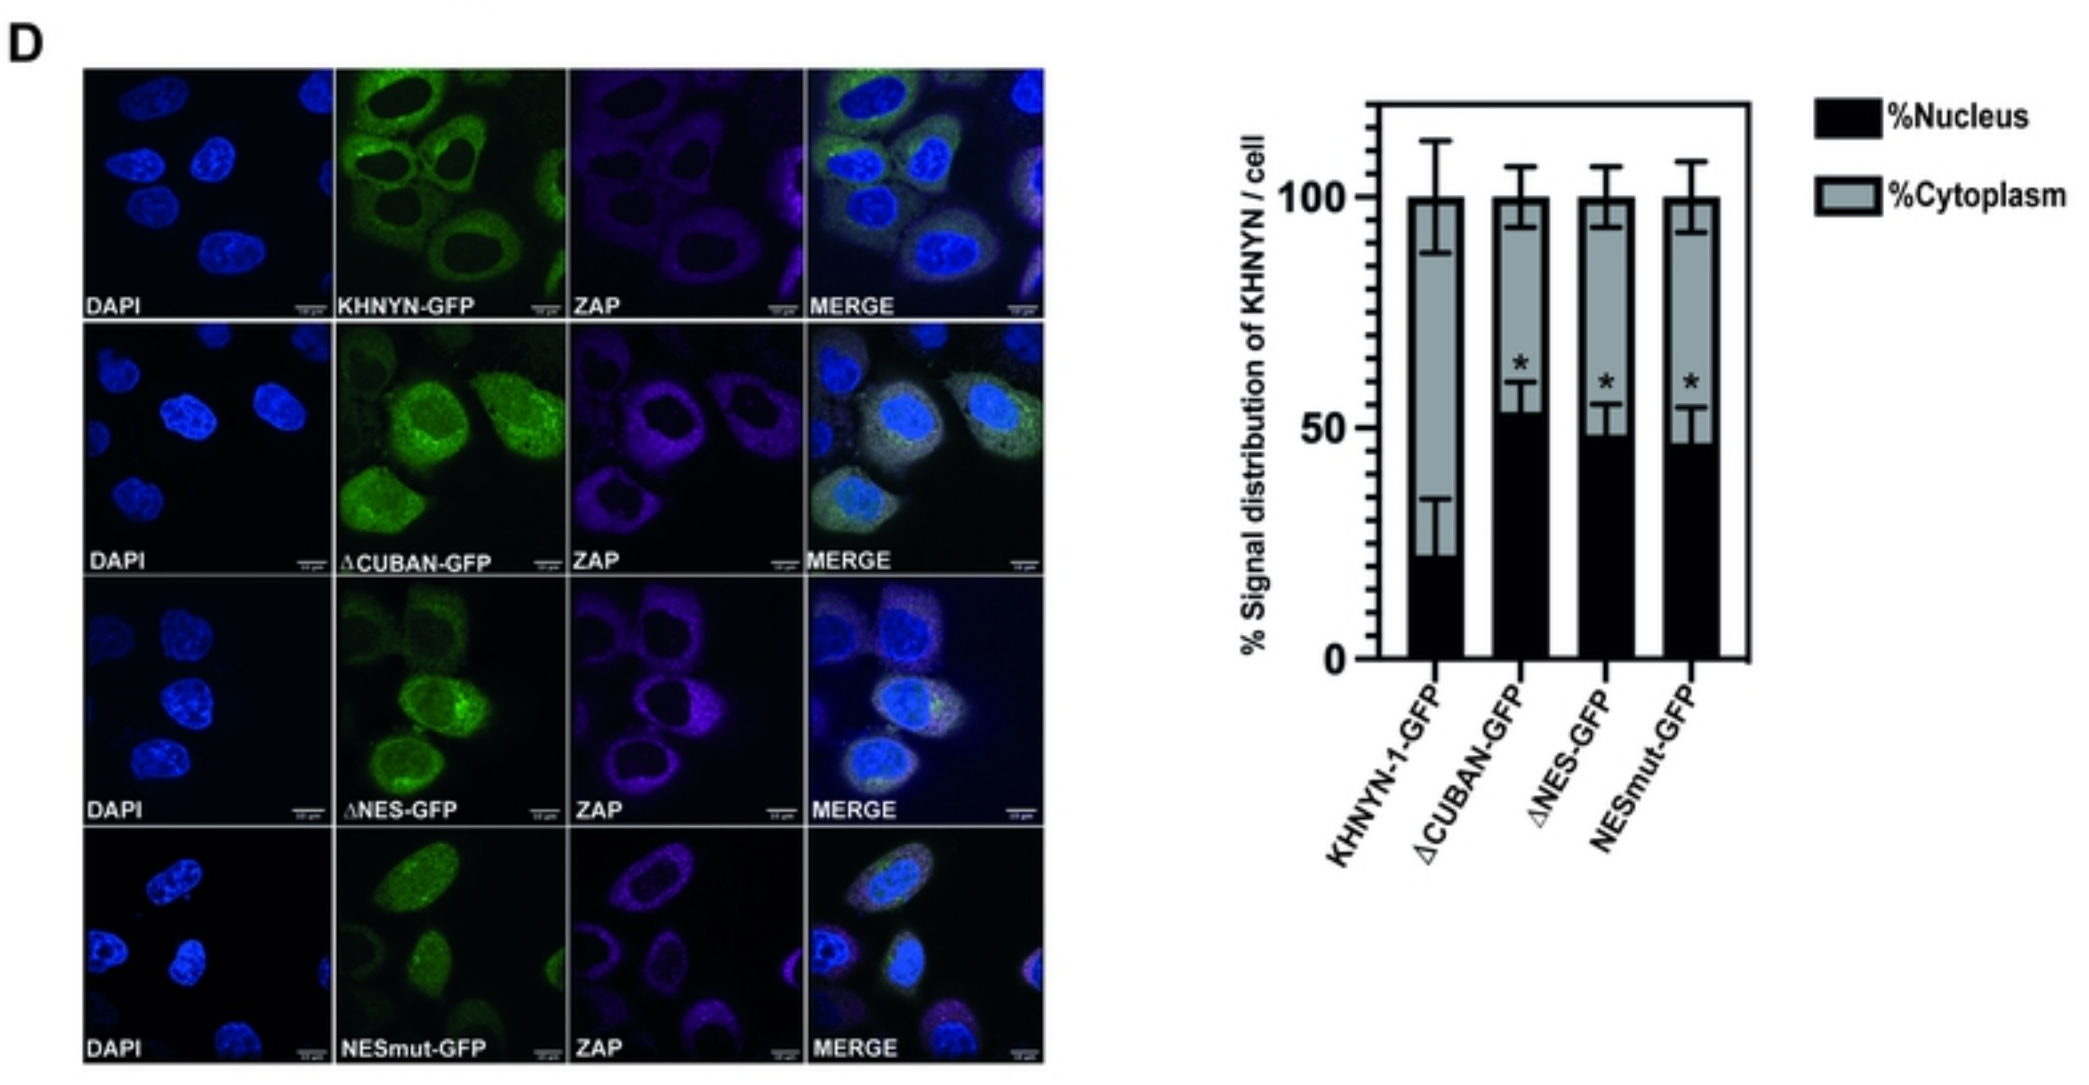 D
DAPI
KHNYN-GFP
ZAP
MERGE
DAPI
ΔCUBAN-GFP
ZAP
MERGE
DAPI
ΔNES-GFP
ZAP
MERGE
DAPI
NESmut-GFP
ZAP
MERGE
% Signal distribution of KHNYN / cell
100
50
0
KHNYN-1-GFP
ΔCUBAN-GFP
ΔNES-GFP
NESmut-GFP
* * *
%Nucleus
%Cytoplasm